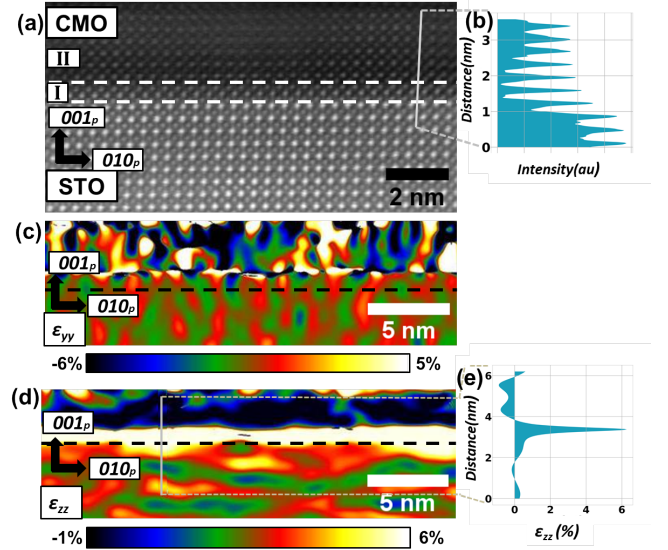 (a)
CMO
II
I
001p
010p
STO
2 nm
(b)
Distance(nm)
3
2
1
0
Intensity(au)
(c)
001p
010p
εyy
5 nm
-6%
5%
(d)
001p
010p
εzz
5 nm
-1%
6%
(e)
Distance(nm)
6
4
2
0
0
2
4
6
εzz(%)